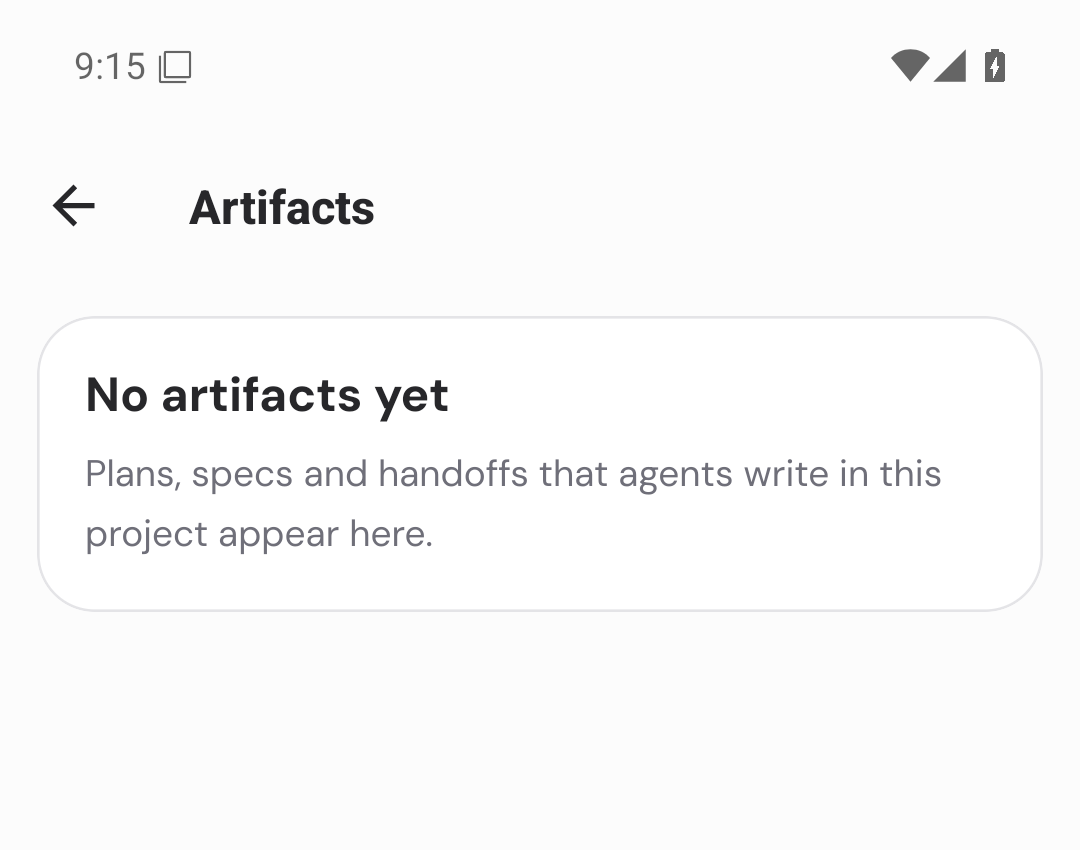 9:15
Artifacts
No artifacts yet
Plans, specs and handoffs that agents write in this
project appear here.